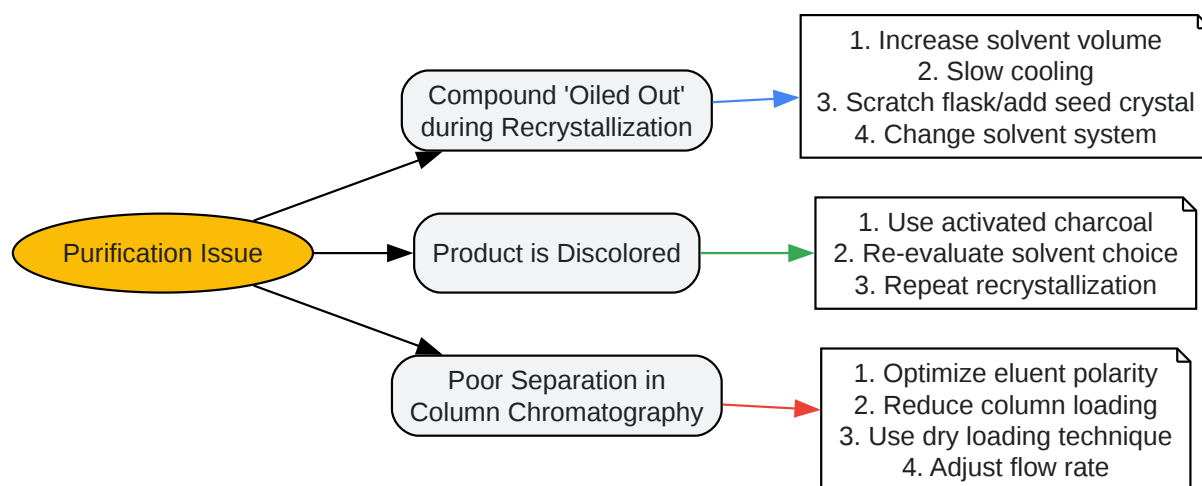 Purification Issue
Compound 'Oiled Out'
during Recrystallization
1. Increase solvent volume
2. Slow cooling
3. Scratch flask/add seed crystal
4. Change solvent system
Product is Discolored
1. Use activated charcoal
2. Re-evaluate solvent choice
3. Repeat recrystallization
Poor Separation in
Column Chromatography
1. Optimize eluent polarity
2. Reduce column loading
3. Use dry loading technique
4. Adjust flow rate